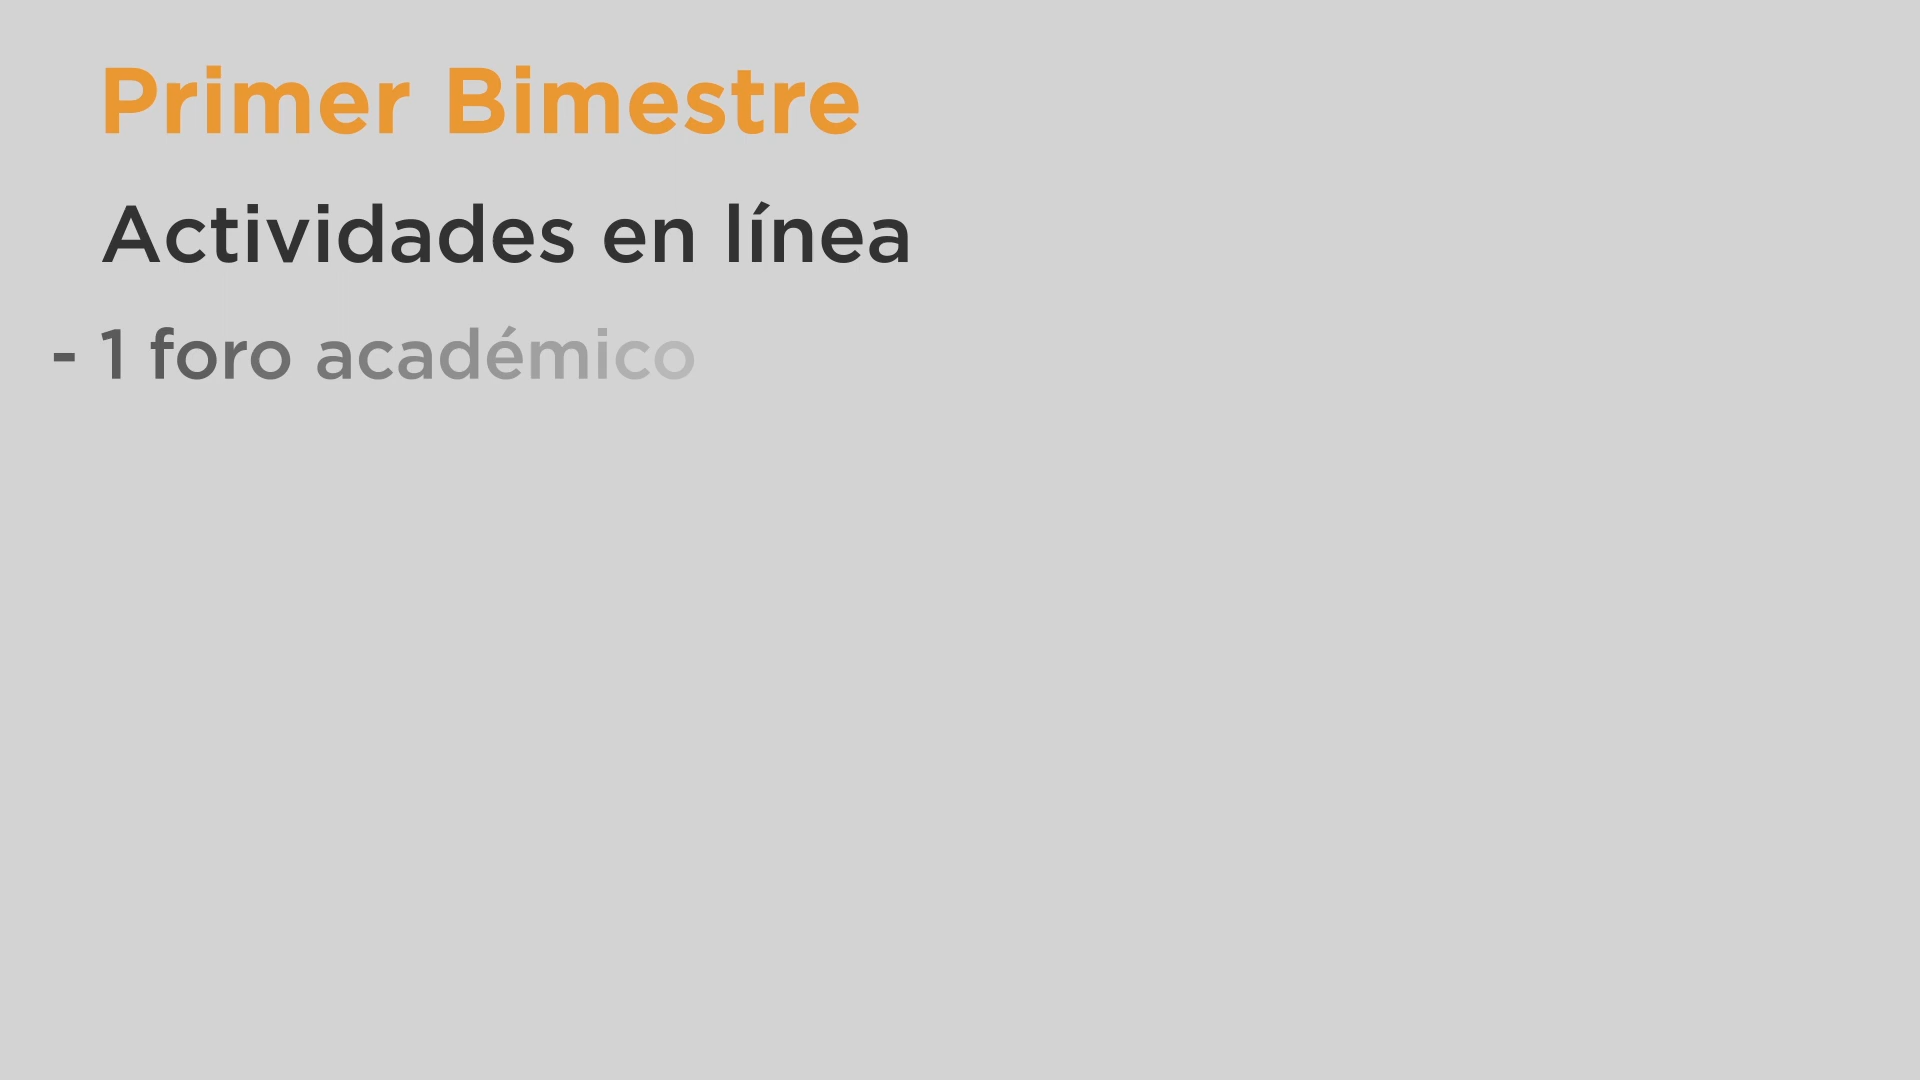 Primer Bimestre
Actividades en línea
- 1 foro académico